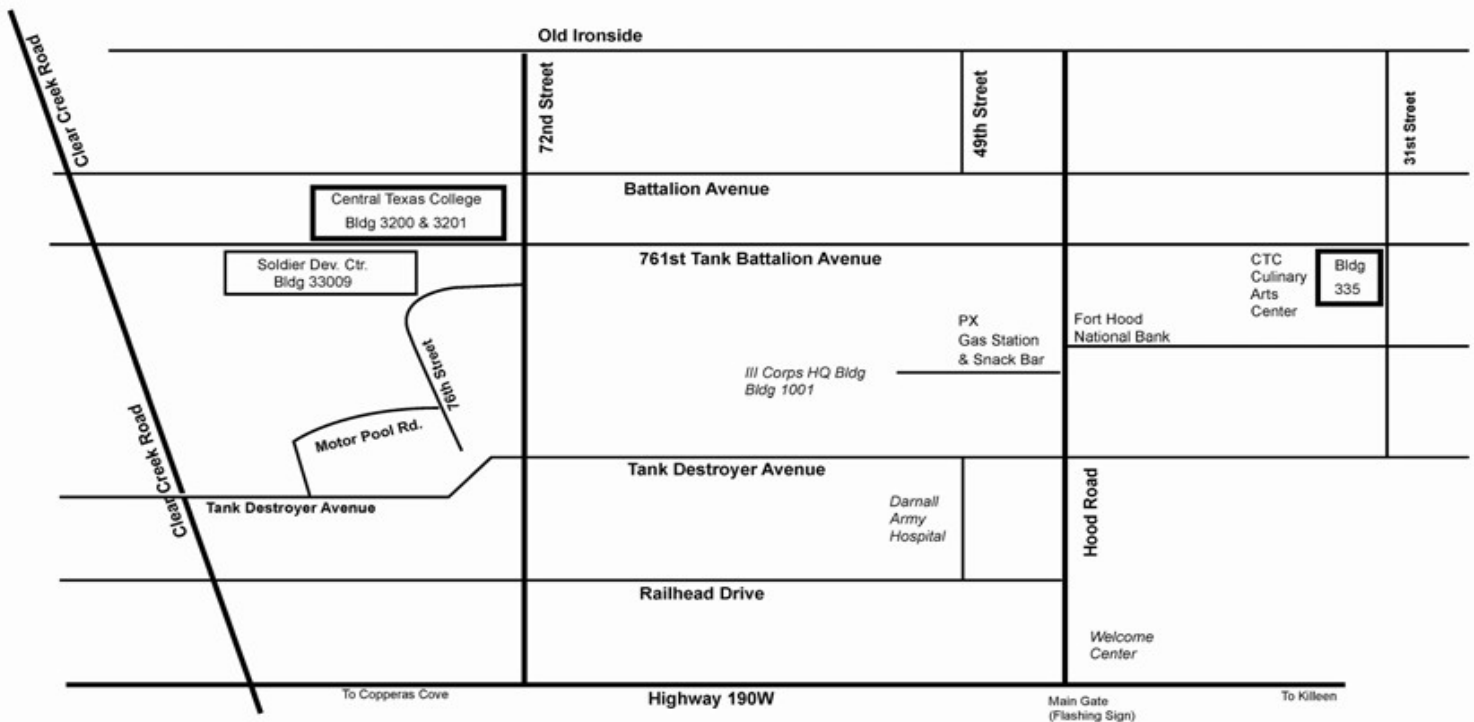 Old Ironside
Clear Creek Road
72nd Street
49th Street
31st Street
Battalion Avenue
Central Texas College
Bldg 3200 & 3201
761st Tank Battalion Avenue
Soldier Dev. Ctr.
Bldg 33009
CTC
Culinary
Arts
Center
Bldg
335
PX
Gas Station
& Snack Bar
Fort Hood
National Bank
76th Street
III Corps HQ Bldg
Bldg 1001
Motor Pool Rd.
Clear Creek Road
Tank Destroyer Avenue
Tank Destroyer Avenue
Darnall
Army
Hospital
Hood Road
Railhead Drive
Welcome
Center
To Copperas Cove
Highway 190W
Main Gate
(Flashing Sign)
To Killeen